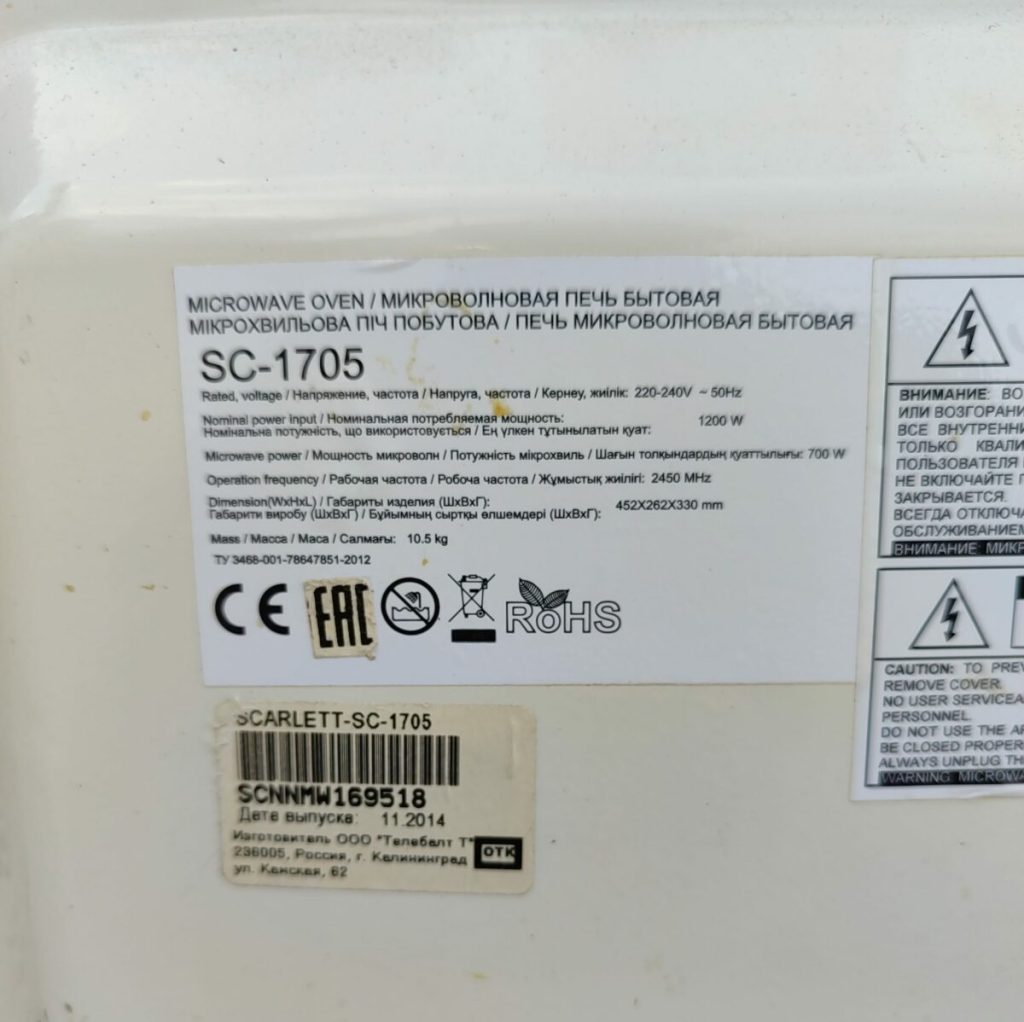 MICROWAVE OVEN / МИКРОВОЛНОВАЯ ПЕЧЬ БЫТОВАЯ
МІКРОХВИЛЬОВА ПІЧ ПОБУТОВА / ПЕЧЬ МИКРОВОЛНОВАЯ БЫТОВАЯ
SC-1705
Rated, voltage / Напряжение, частота / Напруга, частота / Кернеу, жиілік: 220-240V ~ 50Hz
Nominal power input / Номинальная потребляемая мощность:
Номінальна потужність, що використовується / Ең үлкен тұтынылатын қуат:
1200 W
Microwave power / Мощность микроволн / Потужність мікрохвиль / Шағын толқындардың қуаттылығы: 700 W
Operation frequency / Рабочая частота / Робоча частота / Жұмыстық жиілігі: 2450 MHz
Dimension(WxHxL) / Габариты изделия (ШхВхГ):
Габарити виробу (ШхВхГ) / Бұйымның сыртқы өлшемдері (ШхВхГ):
452X262X330 mm
Mass / Масса / Маса / Салмағы: 10.5 kg
ТУ 3468-001-78647851-2012
CE EAC RoHS
SCARLETT-SC-1705
SCNNMW169518
Дата выпуска: 11.2014
Изготовитель ООО "Телебалт Т"
236005, Россия, г. Калининград
ул. Камская, 62
ОТК
ВНИМАНИЕ: ВО
ИЛИ ВОЗГОРАНИ
ВСЕ ВНУТРЕННИ
ТОЛЬКО КВАЛИ
ПОЛЬЗОВАТЕЛЯ
НЕ ВКЛЮЧАЙТЕ П
ЗАКРЫВАЕТСЯ.
ВСЕГДА ОТКЛЮЧА
ОБСЛУЖИВАНИЕМ
ВНИМАНИЕ МИКР
CAUTION: TO PREV
REMOVE COVER.
NO USER SERVICEA
PERSONNEL.
DO NOT USE THE AP
BE CLOSED PROPER
ALWAYS UNPLUG TH
WARNING MICROWA